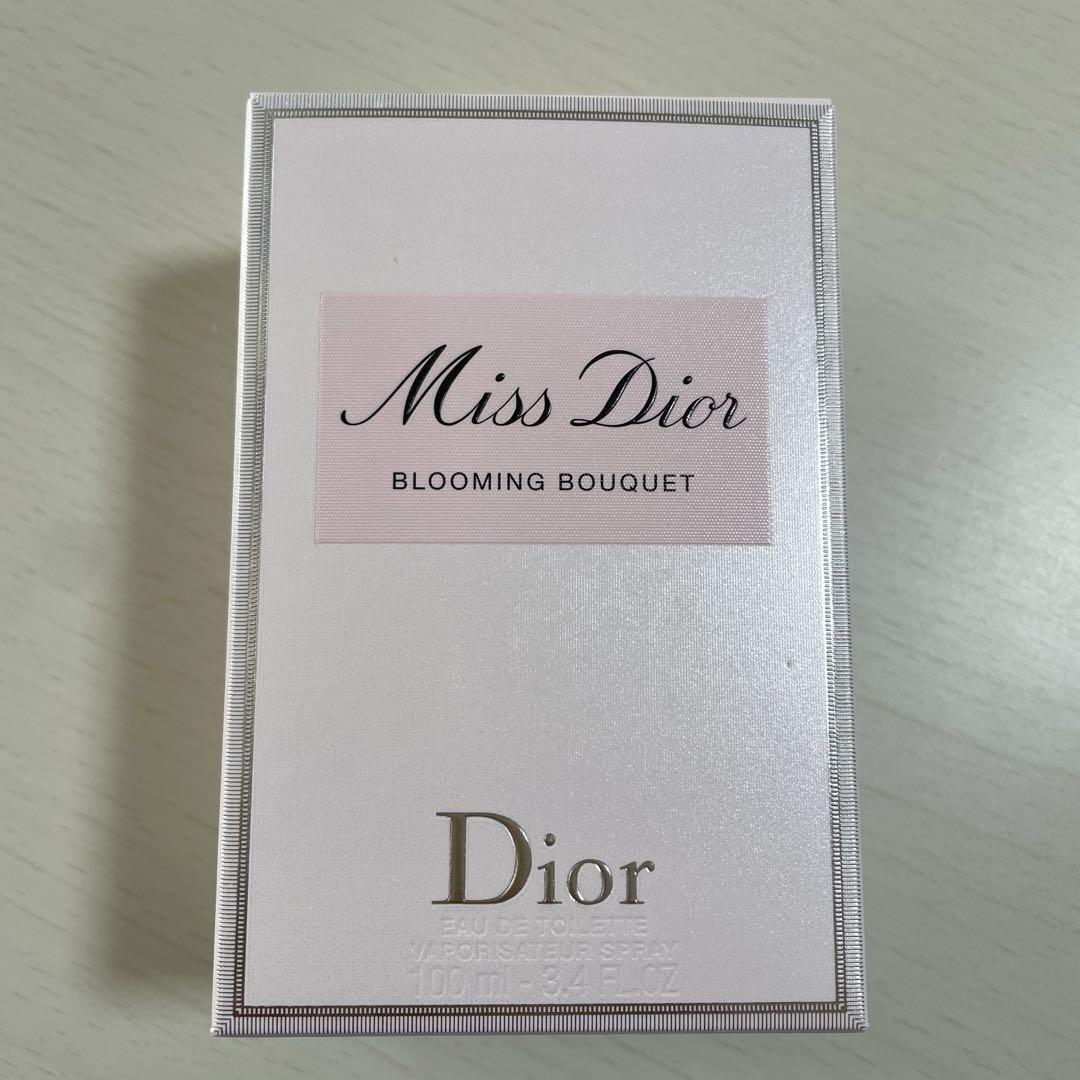 Miss Dior
BLOOMING BOUQUET
Dior
EAU DE TOILETTE
VAPORISATEUR SPRAY
100 ml - 3.4 FL.OZ